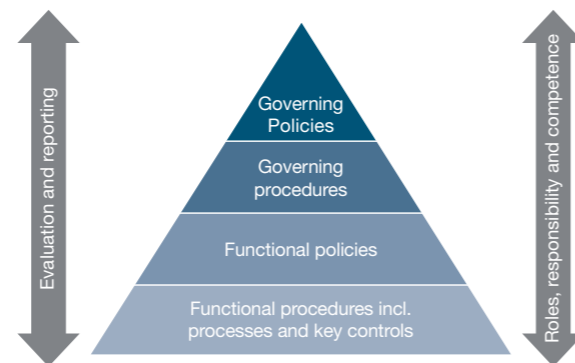 Evaluation and reporting
Governing
Policies
Governing
procedures
Functional policies
Functional procedures incl.
processes and key controls
Roles, responsibility and competence